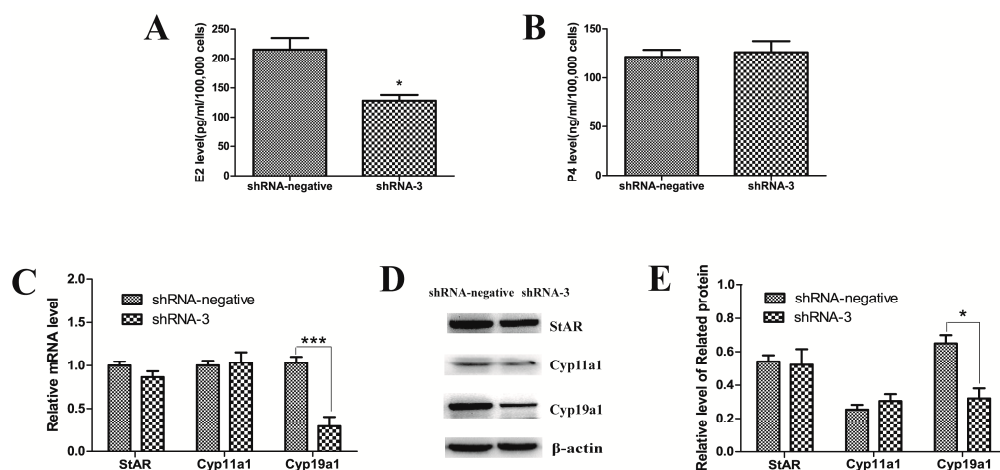 A
E2 level(pg/ml/100,000 cells)
250
200
150
100
50
0
*
shRNA-negative shRNA-3
B
P4 level(ng/ml/100,000 cells)
150
100
50
0
shRNA-negative shRNA-3
C
Relative mRNA level
2.0
1.5
1.0
0.5
0.0
shRNA-negative
shRNA-3
***
StAR Cyp11a1 Cyp19a1
D
shRNA-negative shRNA-3
StAR
Cyp11a1
Cyp19a1
β-actin
E
Relative level of Related protein
1.0
0.8
0.6
0.4
0.2
0.0
shRNA-negative
shRNA-3
*
StAR Cyp11a1 Cyp19a1